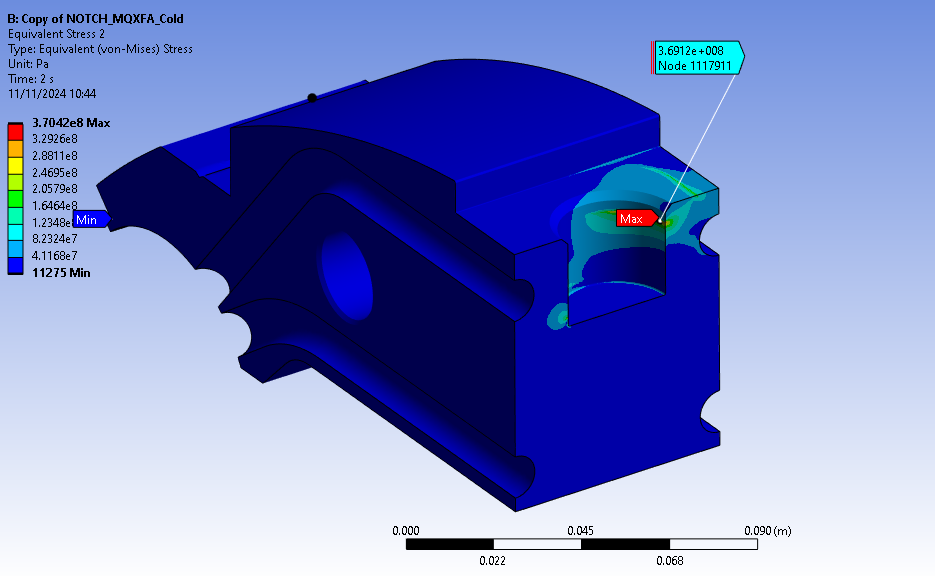 B: Copy of NOTCH_MQXFA_Cold
Equivalent Stress 2
Type: Equivalent (von-Mises) Stress
Unit: Pa
Time: 2 s
11/11/2024 10:44
3.7042e8 Max
3.2926e8
2.8811e8
2.4695e8
2.0579e8
1.6464e8
1.2348e
8.2324e7
4.1168e7
11275 Min
Min
3.6912e+008
Node 1117911
Max
0.000
0.045
0.090 (m)
0.022
0.068